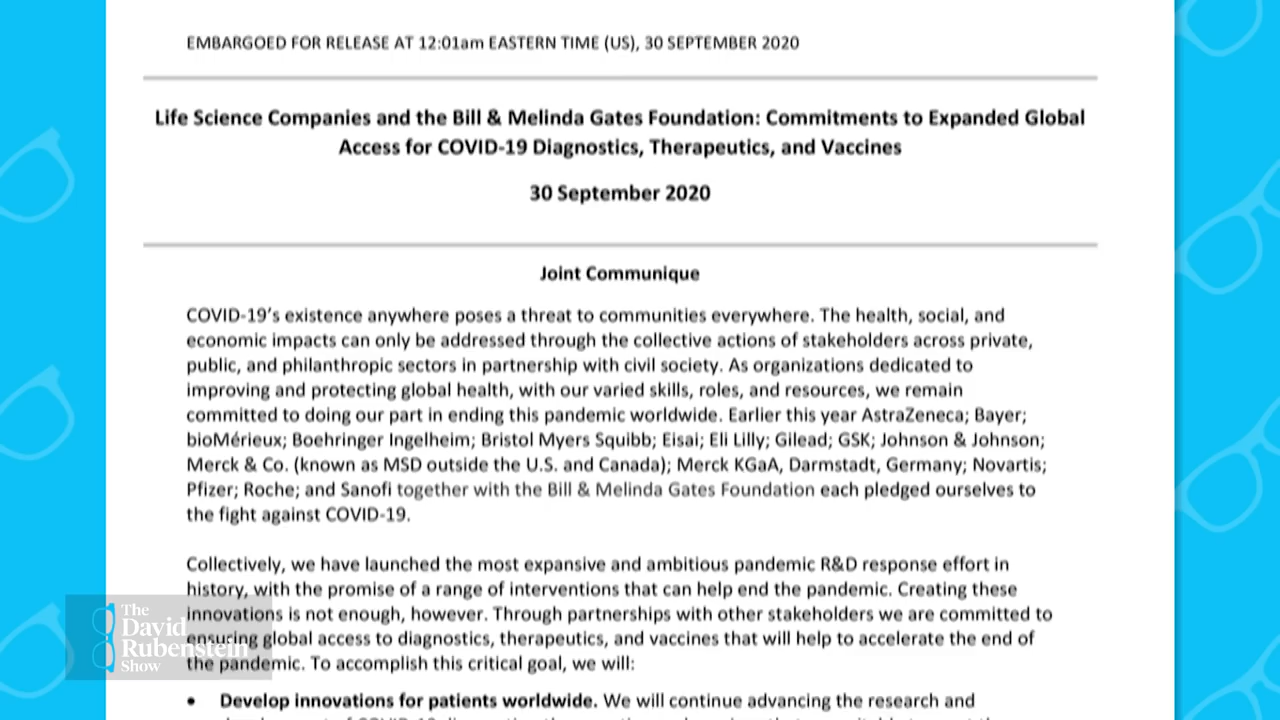 EMBARGOED FOR RELEASE AT 12:01am EASTERN TIME (US), 30 SEPTEMBER 2020
Life Science Companies and the Bill & Melinda Gates Foundation: Commitments to Expanded Global
Access for COVID-19 Diagnostics, Therapeutics, and Vaccines
30 September 2020
Joint Communique
COVID-19's existence anywhere poses a threat to communities everywhere. The health, social, and
economic impacts can only be addressed through the collective actions of stakeholders across private,
public, and philanthropic sectors in partnership with civil society. As organizations dedicated to
improving and protecting global health, with our varied skills, roles, and resources, we remain
committed to doing our part in ending this pandemic worldwide. Earlier this year AstraZeneca; Bayer;
bioMérieux; Boehringer Ingelheim; Bristol Myers Squibb; Eisai; Eli Lilly; Gilead; GSK; Johnson & Johnson;
Merck & Co. (known as MSD outside the U.S. and Canada); Merck KGaA, Darmstadt, Germany; Novartis;
Pfizer; Roche; and Sanofi together with the Bill & Melinda Gates Foundation each pledged ourselves to
the fight against COVID-19.
Collectively, we have launched the most expansive and ambitious pandemic R&D response effort in
history, with the promise of a range of interventions that can help end the pandemic. Creating these
innovations is not enough, however. Through partnerships with other stakeholders we are committed to
ensuring global access to diagnostics, therapeutics, and vaccines that will help to accelerate the end of
the pandemic. To accomplish this critical goal, we will:
• Develop innovations for patients worldwide. We will continue advancing the research and
The
David
Rubenstein
Show